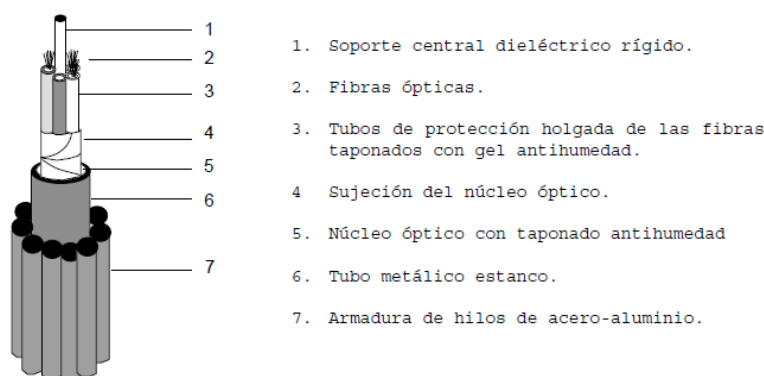 1
2
3
4
5
6
7
1. Soporte central dieléctrico rígido.
2. Fibras ópticas.
3. Tubos de protección holgada de las fibras
taponados con gel antihumedad.
4 Sujeción del núcleo óptico.
5. Núcleo óptico con taponado antihumedad
6. Tubo metálico estanco.
7. Armadura de hilos de acero-aluminio.